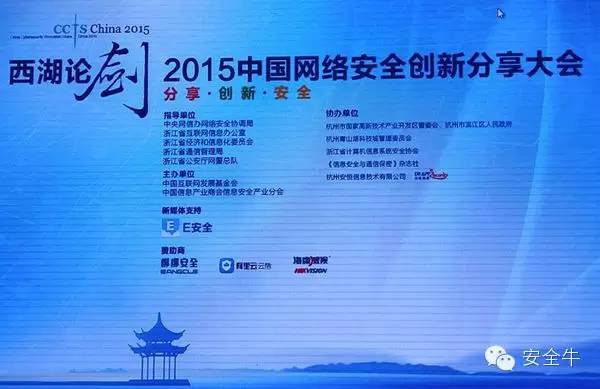 CCTS China 2015
西湖论剑
2015中国网络安全创新分享大会
分享·创新·安全
指导单位
中央网信办网络安全协调局
浙江省互联网信息办公室
浙江省经济和信息化委员会
浙江省通信管理局
浙江省公安厅网警总队
主办单位
中国互联网发展基金会
中国信息产业商会信息安全产业分会
新媒体支持
E安全
赞助商
阿里云云盾
海康威视
HIKVISION
协办单位
杭州市国家高新技术产业开发区管委会、杭州市滨江区人民政府
杭州青山湖科技城管理委员会
浙江省计算机信息系统安全协会
《信息安全与通信保密》杂志社
杭州安恒信息技术有限公司
安全牛